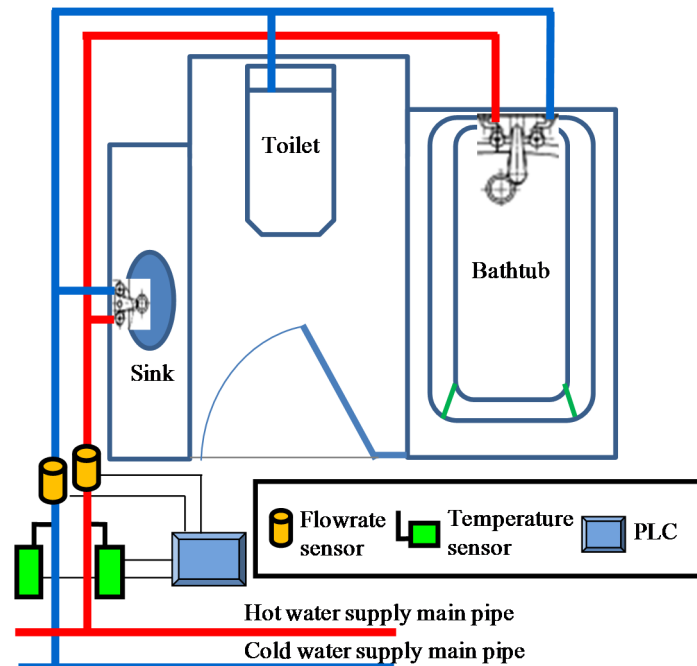 Toilet
Bathtub
Sink
Flowrate
sensor
Temperature
sensor
PLC
Hot water supply main pipe
Cold water supply main pipe